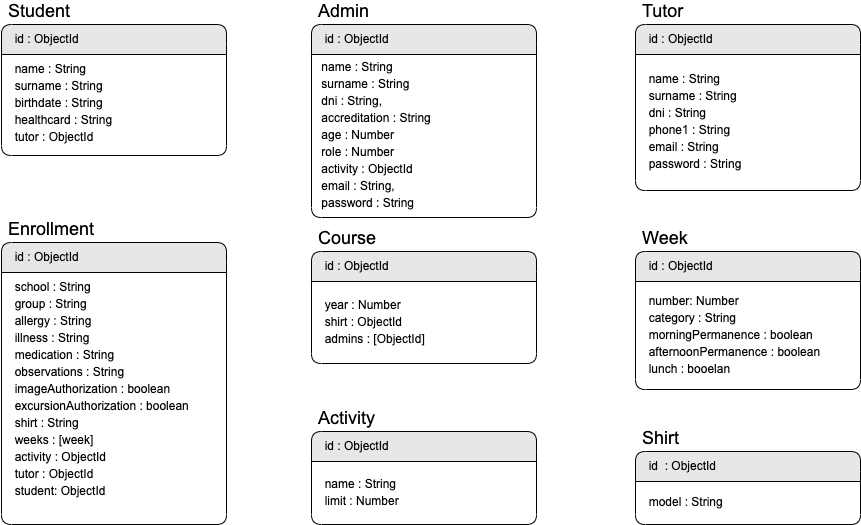 Student
id : ObjectId
name : String
surname : String
birthdate : String
healthcard : String
tutor : ObjectId
Admin
id : ObjectId
name : String
surname : String
dni : String,
accreditation : String
age : Number
role : Number
activity : ObjectId
email : String,
password : String
Tutor
id : ObjectId
name : String
surname : String
dni : String
phone1 : String
email : String
password : String
Enrollment
id : ObjectId
school : String
group : String
allergy : String
illness : String
medication : String
observations : String
imageAuthorization : boolean
excursionAuthorization : boolean
shirt : String
weeks : [week]
activity : ObjectId
tutor : ObjectId
student: ObjectId
Course
id : ObjectId
year : Number
shirt : ObjectId
admins : [ObjectId]
Week
id : ObjectId
number: Number
category : String
morningPermanence : boolean
afternoonPermanence : boolean
lunch : booelan
Activity
id : ObjectId
name : String
limit : Number
Shirt
id : ObjectId
model : String